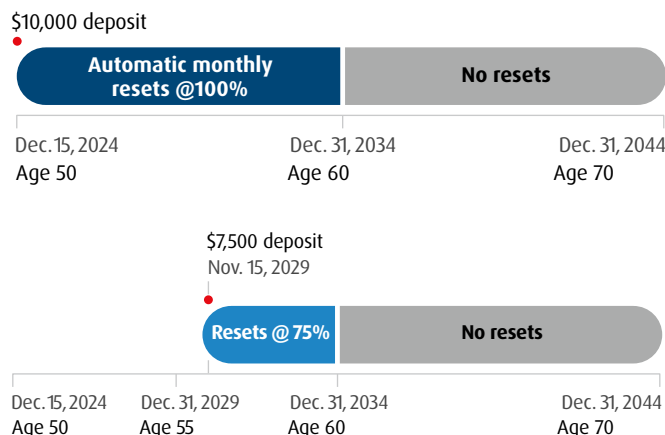 $10,000 deposit
Automatic monthly
resets @100%
No resets
Dec. 15, 2024
Dec. 31, 2034
Dec. 31, 2044
Age 50
Age 60
Age 70
$7,500 deposit
Nov. 15, 2029
Resets @ 75%
No resets
Dec. 15, 2024
Dec. 31, 2029
Dec. 31, 2034
Dec. 31, 2044
Age 50
Age 55
Age 60
Age 70